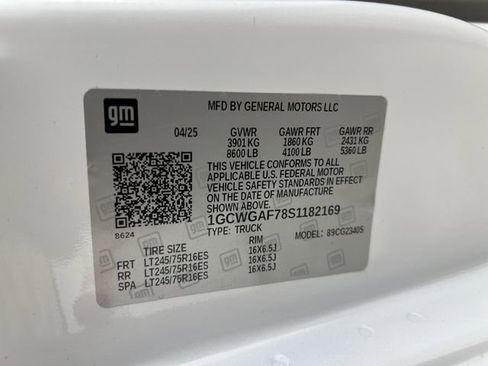 gm
MFD BY GENERAL MOTORS LLC
04/25 GVWR GAWR FRT GAWR RR
3901 KG 1860 KG 2431 KG
8600 LB 4100 LB 5360 LB
THIS VEHICLE CONFORMS TO ALL
APPLICABLE U.S. FEDERAL MOTOR
VEHICLE SAFETY STANDARDS IN
EFFECT ON THE DATE OF MANUFACTURE
SHOWN ABOVE.
1GCWGAF78S1182169
8624
TYPE: TRUCK MODEL: 89CG23405
TIRE SIZE RIM
FRT LT245/75R16ES 16X6.5J
RR LT245/75R16ES 16X6.5J
SPA LT245/75R16ES 16X6.5J